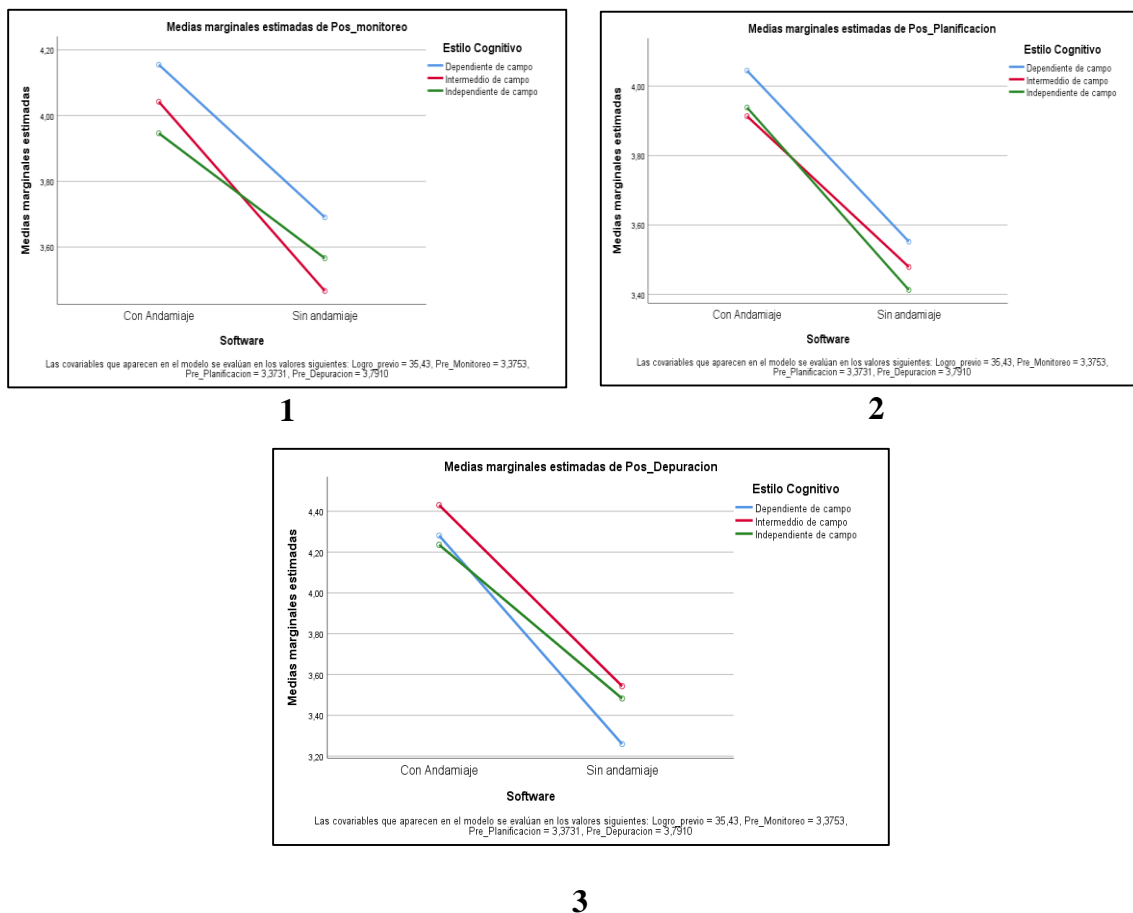 Medias marginales estimadas de Pos_monitoreo
Medias marginales estimadas
4,20
4,00
3,80
3,60
Con Andamiaje
Sin andamiaje
Software
Estilo Cognitivo
Dependiente de campo
Intermeddio de campo
Independiente de campo
Las covariables que aparecen en el modelo se evalúan en los valores siguientes: Logro_previo = 35,43, Pre_Monitoreo = 3,3753,
Pre_Planificacion = 3,3731, Pre_Depuracion = 3,7910
1
Medias marginales estimadas de Pos_Planificacion
Medias marginales estimadas
4,00
3,80
3,60
3,40
Con Andamiaje
Sin andamiaje
Software
Estilo Cognitivo
Dependiente de campo
Intermeddio de campo
Independiente de campo
Las covariables que aparecen en el modelo se evalúan en los valores siguientes: Logro_previo = 35,43, Pre_Monitoreo = 3,3753,
Pre_Planificacion = 3,3731, Pre_Depuracion = 3,7910
2
Medias marginales estimadas de Pos_Depuracion
Medias marginales estimadas
4,40
4,20
4,00
3,80
3,60
3,40
3,20
Con Andamiaje
Sin andamiaje
Software
Estilo Cognitivo
Dependiente de campo
Intermeddio de campo
Independiente de campo
Las covariables que aparecen en el modelo se evalúan en los valores siguientes: Logro_previo = 35,43, Pre_Monitoreo = 3,3753,
Pre_Planificacion = 3,3731, Pre_Depuracion = 3,7910
3